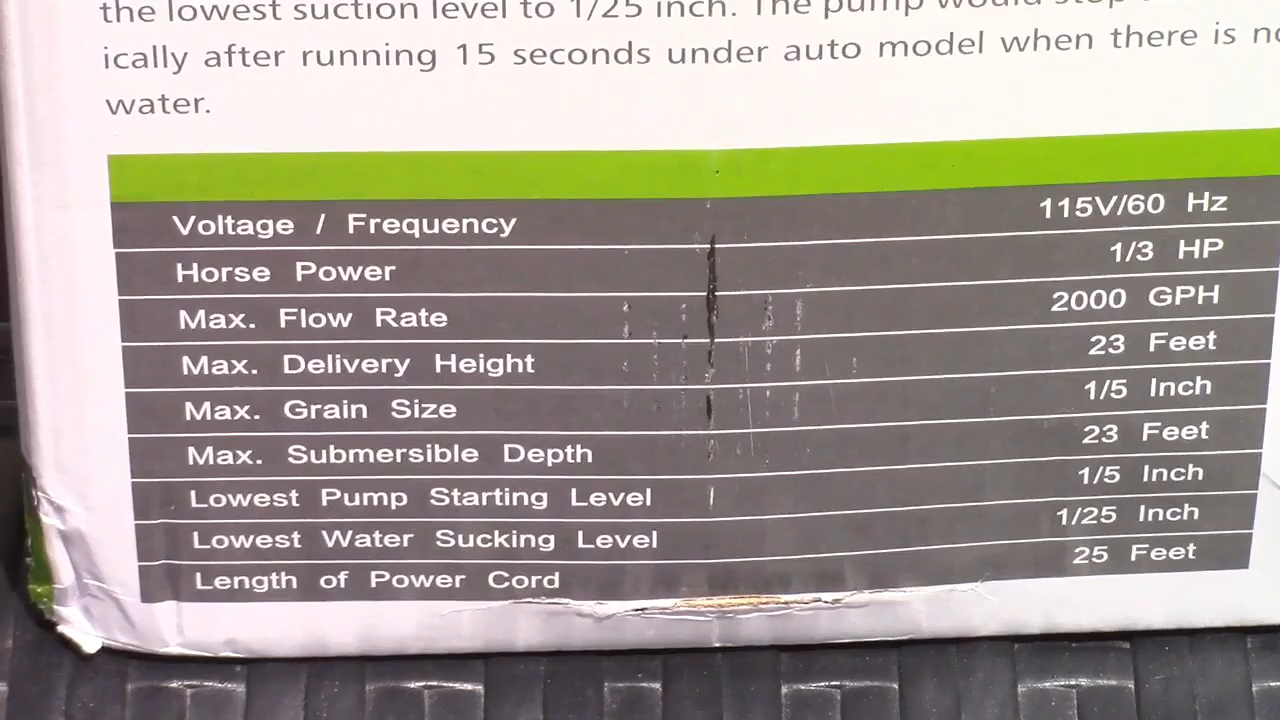 the lowest suction level to 1/25 inch. The pump would stop
ically after running 15 seconds under auto model when there is no
water.
Voltage / Frequency 115V/60 Hz
Horse Power 1/3 HP
Max. Flow Rate 2000 GPH
Max. Delivery Height 23 Feet
Max. Grain Size 1/5 Inch
Max. Submersible Depth 23 Feet
Lowest Pump Starting Level 1/5 Inch
Lowest Water Sucking Level 1/25 Inch
Length of Power Cord 25 Feet